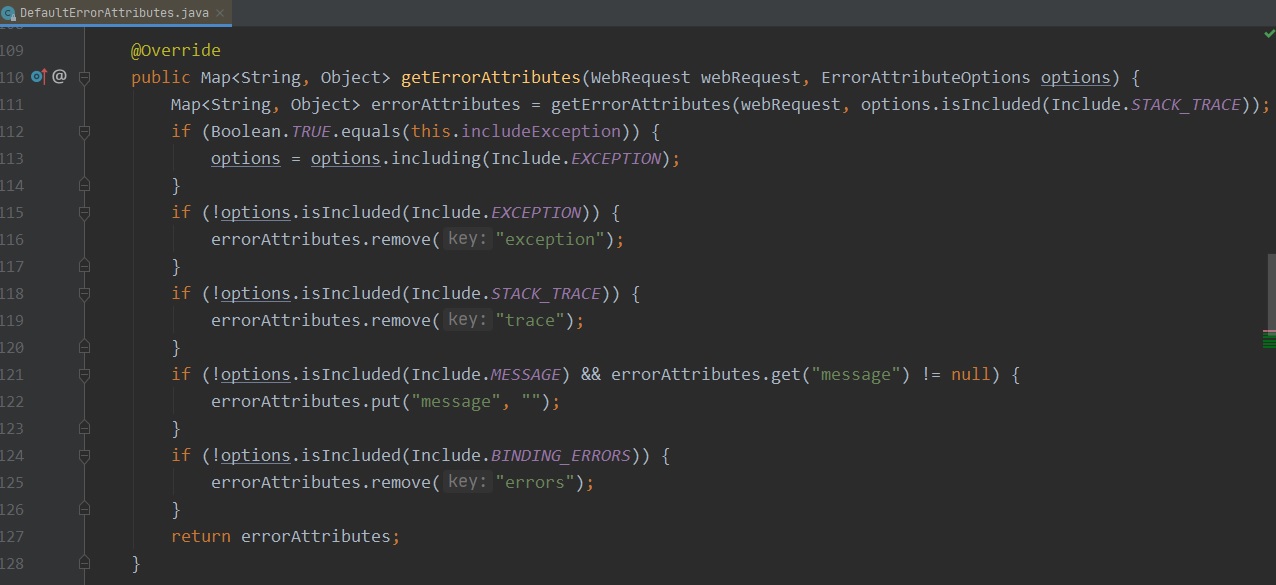 DefaultErrorAttributes.java
108
109 @Override
110 @ public Map<String, Object> getErrorAttributes(WebRequest webRequest, ErrorAttributeOptions options) {
111 Map<String, Object> errorAttributes = getErrorAttributes(webRequest, options.isIncluded(Include.STACK_TRACE));
112 if (Boolean.TRUE.equals(this.includeException)) {
113 options = options.including(Include.EXCEPTION);
114 }
115 if (!options.isIncluded(Include.EXCEPTION)) {
116 errorAttributes.remove( key: "exception");
117 }
118 if (!options.isIncluded(Include.STACK_TRACE)) {
119 errorAttributes.remove( key: "trace");
120 }
121 if (!options.isIncluded(Include.MESSAGE) && errorAttributes.get("message") != null) {
122 errorAttributes.put("message", "");
123 }
124 if (!options.isIncluded(Include.BINDING_ERRORS)) {
125 errorAttributes.remove( key: "errors");
126 }
127 return errorAttributes;
128 }